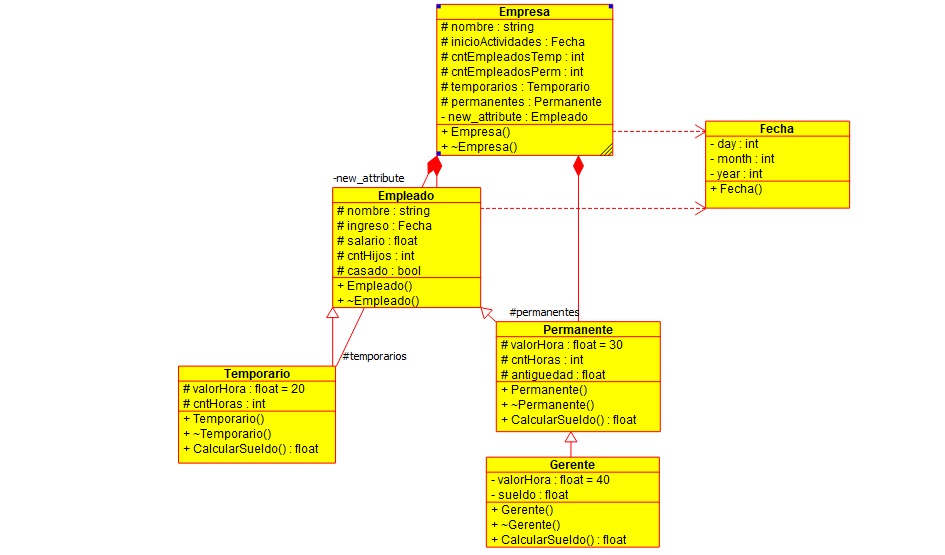 Empresa
# nombre : string
# inicioActividades : Fecha
# cntEmpleadosTemp : int
# cntEmpleadosPerm : int
# temporarios : Temporario
# permanentes : Permanente
- new_attribute : Empleado
+ Empresa()
+ ~Empresa()
Fecha
- day : int
- month : int
- year : int
+ Fecha()
-new_attribute
Empleado
# nombre : string
# ingreso : Fecha
# salario : float
# cntHijos : int
# casado : bool
+ Empleado()
+ ~Empleado()
#permanentes
Permanente
# valorHora : float = 30
# cntHoras : int
# antiguedad : float
+ Permanente()
+ ~Permanente()
+ CalcularSueldo() : float
#temporarios
Temporario
# valorHora : float = 20
# cntHoras : int
+ Temporario()
+ ~Temporario()
+ CalcularSueldo() : float
Gerente
- valorHora : float = 40
- sueldo : float
+ Gerente()
+ ~Gerente()
+ CalcularSueldo() : float